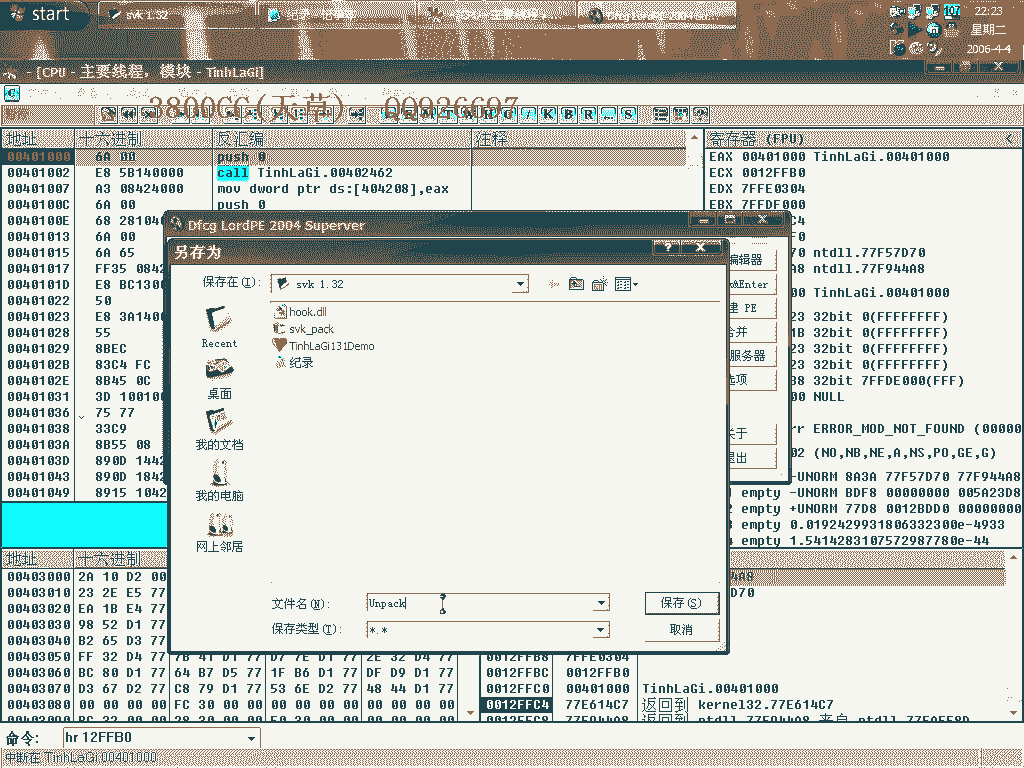 start
svk 1.32
纪录 - 记事本
Dfcg LordPE 2004 Su
107
22:23
星期二
2006-4-4
- [CPU - 主要线程, 模块 - TinhLaGi]
3800CC(天草) 00926697
K B R ... S
地址 十六进制 反汇编 注释
寄存器 (FPU)
00401000 6A 00 push 0
00401002 E8 5B140000 call TinhLaGi.00402462
00401007 A3 08424000 mov dword ptr ds:[404208],eax
0040100C 6A 00 push 0
0040100E 68 281040
00401013 6A 00
00401015 6A 65
00401017 FF35 0842
0040101D E8 BC1300
00401022 50
00401023 E8 3A1400
00401028 55
00401029 8BEC
0040102B 83C4 FC
0040102E 8B45 0C
00401031 3D 100100
00401036 75 77
00401038 33C9
0040103A 8B55 08
0040103D 890D 1442
00401043 890D 1842
00401049 8915 1042
EAX 00401000 TinhLaGi.00401000
ECX 0012FFB0
EDX 7FFE0304
EBX 7FFDF000
C4
F0
70 ntdll.77F57D70
A8 ntdll.77F944A8
00 TinhLaGi.00401000
23 32bit 0(FFFFFFFF)
1B 32bit 0(FFFFFFFF)
23 32bit 0(FFFFFFFF)
23 32bit 0(FFFFFFFF)
38 32bit 7FFDE000(FFF)
00 NULL
rr ERROR_MOD_NOT_FOUND (00000
02 (NO,NB,NE,A,NS,PO,GE,G)
-UNORM 8A3A 77F57D70 77F944A8
empty -UNORM BDF8 00000000 005A23D8
empty +UNORM 77D8 0012BDD0 00000000
empty 0.0192429931806332300e-4933
empty 1.5414283107572987780e-44
Dfcg LordPE 2004 Superver
编辑器
&Enter
建 PE
合并
服务器
选项
关于
退出
另存为
保存在(I):
svk 1.32
Recent
桌面
我的文档
我的电脑
网上邻居
hook.dll
svk_pack
TinhLaGi131Demo
纪录
文件名(N):
Unpack
保存(S)
保存类型(T):
*.*
取消
地址 十六进制
00403000 2A 10 D2 00
00403010 23 2E E5 77
00403020 EA 1B E4 77
00403030 98 52 D1 77
00403040 B2 65 D3 77
00403050 FF 32 D4 77 7B 41 D1 77 D7 7E D1 77 2E 32 D4 77
00403060 BC 80 D1 77 64 B7 D5 77 1F B6 D1 77 DF D9 D1 77
00403070 D3 67 D2 77 C8 79 D1 77 53 6E D2 77 48 44 D1 77
00403080 00 00 00 00 FC 30 00 00 00 00 00 00 00 00 00 00
4A8
D70
0012FFB8 7FFE0304
0012FFBC 0012FFB0
0012FFC0 00401000 TinhLaGi.00401000
0012FFC4 77E614C7 返回到 kernel32.77E614C7
0012FFC8 77F944A8 返回到 ntdll.77F944A8 来自 ntdll.77F4FF8D
命令:
hr 12FFB0
中断在 TinhLaGi.00401000